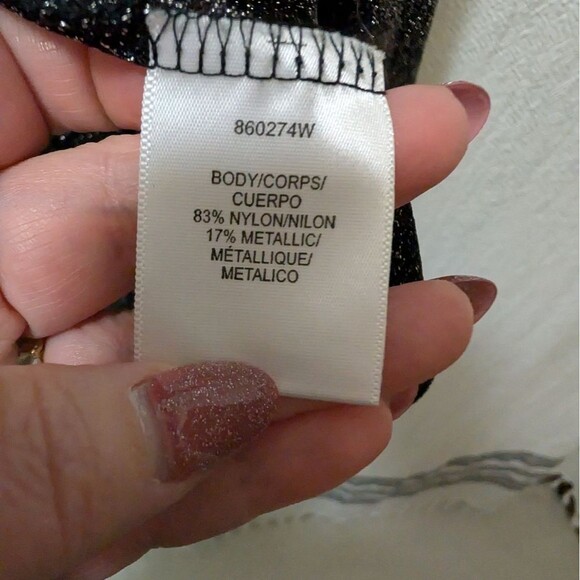 860274W
BODY/CORPS/
CUERPO
83% NYLON/NILON
17% METALLIC/
MÉTALLIQUE/
METALICO